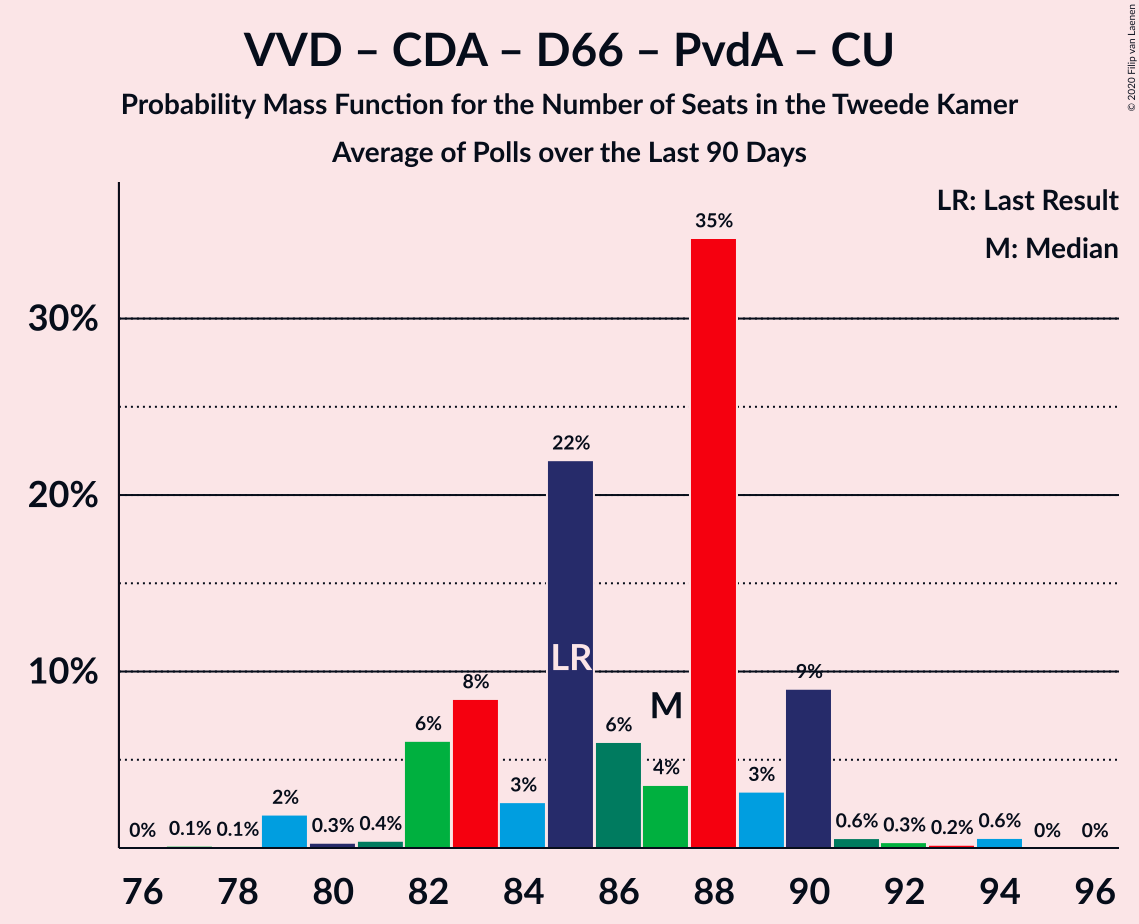 VVD – CDA – D66 – PvdA – CU
Probability Mass Function for the Number of Seats in the Tweede Kamer
Average of Polls over the Last 90 Days
© 2020 Filip van Laenen
LR: Last Result
M: Median
30%
20%
10%
0%
0.1%
0.1%
2%
0.3%
0.4%
6%
8%
3%
22%
LR
6%
M
4%
35%
3%
9%
0.6%
0.3%
0.2%
0.6%
0%
0%
76 78 80 82 84 86 88 90 92 94 96